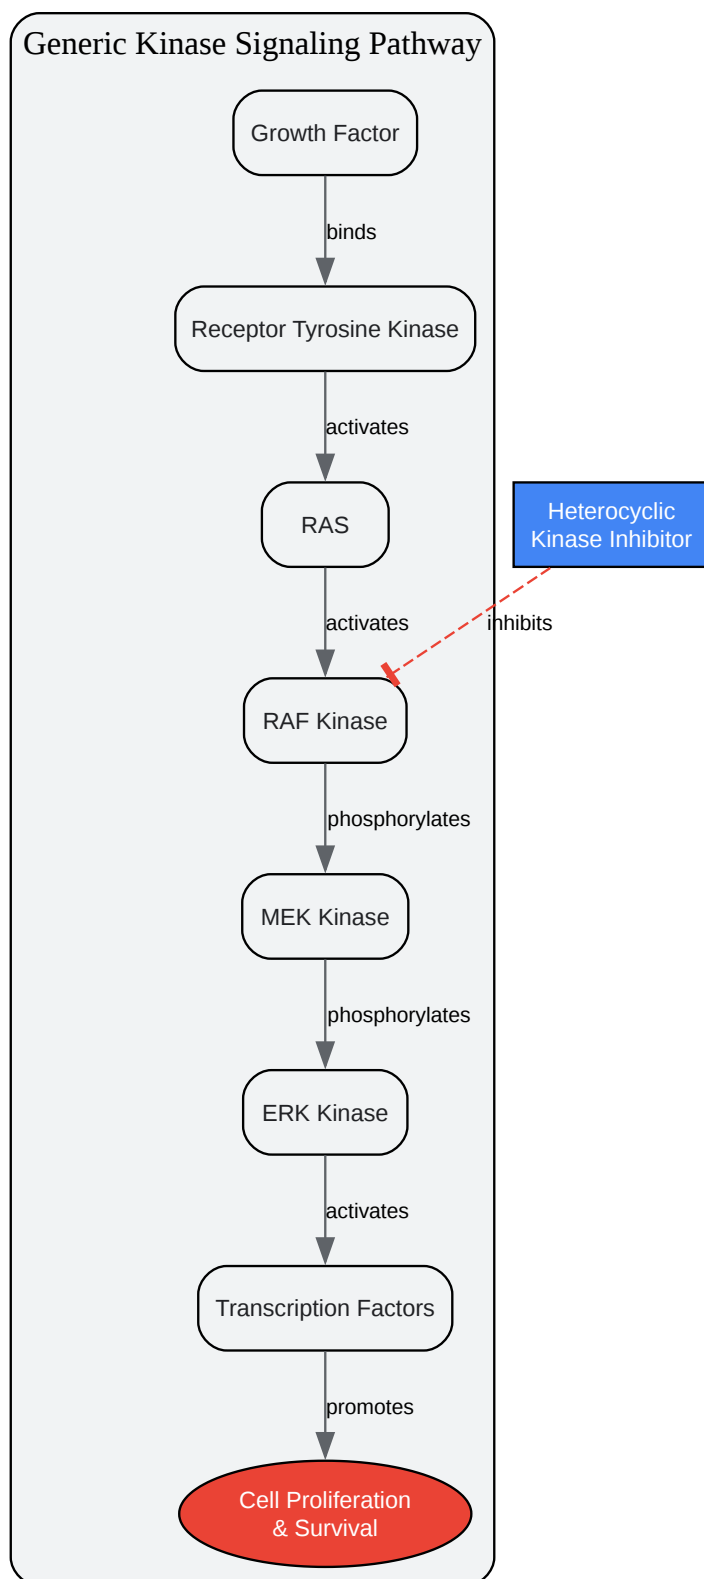 Generic Kinase Signaling Pathway
Growth Factor
binds
Receptor Tyrosine Kinase
activates
RAS
Heterocyclic
Kinase Inhibitor
activates
inhibits
RAF Kinase
phosphorylates
MEK Kinase
phosphorylates
ERK Kinase
activates
Transcription Factors
promotes
Cell Proliferation
& Survival